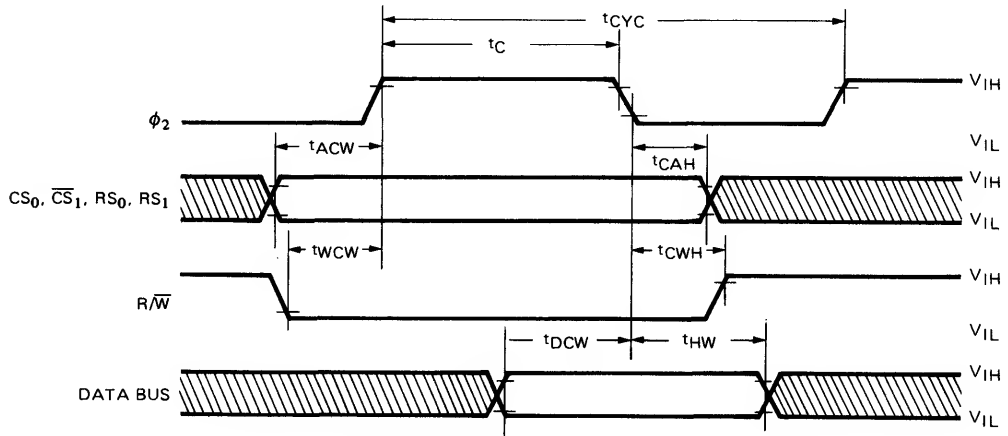 tCYC
tC
VIH
ϕ2
VIL
tACW
tCAH
CS0, C̅S̅1, RS0, RS1
VIH
VIL
tWCW
tCWH
R/W̅
VIH
VIL
tDCW
tHW
DATA BUS
VIH
VIL